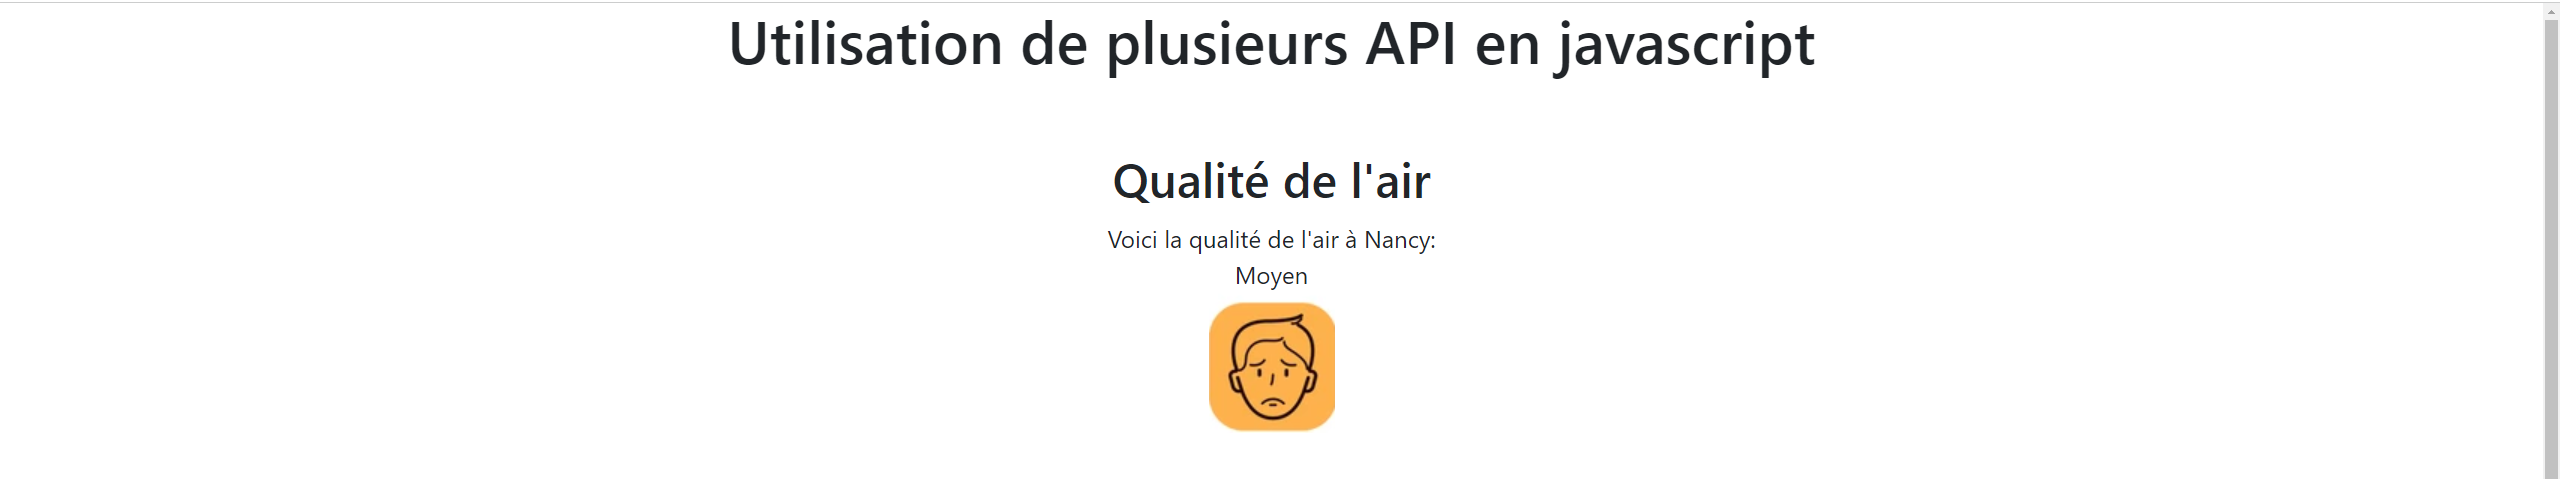 Utilisation de plusieurs API en javascript
Qualité de l'air
Voici la qualité de l'air à Nancy:
Moyen